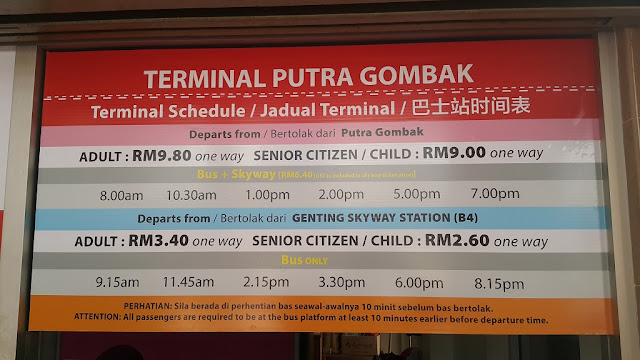 TERMINAL PUTRA GOMBAK
Terminal Schedule / Jadual Terminal / 巴士站时间表
Departs from / Bertolak dari Putra Gombak
ADULT : RM9.80 one way SENIOR CITIZEN / CHILD : RM9.00 one way
Bus + Skyway (RM6.40
8.00am 10.30am 1.00pm 2.00pm 5.00pm 7.00pm
Departs from / Bertolak dari GENTING SKYWAY STATION (B4)
ADULT : RM3.40 one way SENIOR CITIZEN / CHILD : RM2.60 one way
Bus ONLY
9.15am 11.45am 2.15pm 3.30pm 6.00pm 8.15pm
PERHATIAN: Sila berada di perhentian bas seawal-awalnya 10 minit sebelum bas bertolak.
ATTENTION: All passengers are required to be at the bus platform at least 10 minutes earlier before departure time.